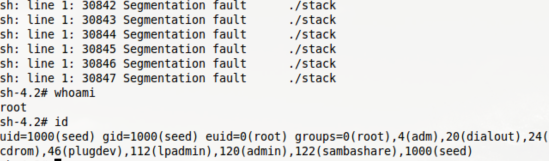 sh: line 1: 30842 Segmentation fault      ./stack
sh: line 1: 30843 Segmentation fault      ./stack
sh: line 1: 30844 Segmentation fault      ./stack
sh: line 1: 30845 Segmentation fault      ./stack
sh: line 1: 30846 Segmentation fault      ./stack
sh: line 1: 30847 Segmentation fault      ./stack
sh-4.2# whoami
root
sh-4.2# id
uid=1000(seed) gid=1000(seed) euid=0(root) groups=0(root),4(adm),20(dialout),24(
cdrom),46(plugdev),112(lpadmin),120(admin),122(sambashare),1000(seed)